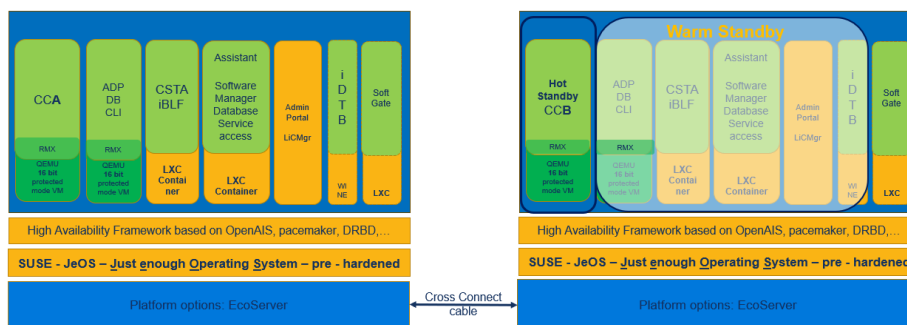 CCA
RMX
QEMU
16 bit
protected
mode VM
ADP
DB
CLI
RMX
QEMU
16 bit
protected
mode VM
CSTA
iBLF
LXC
Contai
ner
Assistant
Software
Manager
Database
Service
access
LXC
Container
Admin
Portal
LiCMgr
i
D
T
B
WI
NE
Soft
Gate
LXC
High Availability Framework based on OpenAIS, pacemaker, DRBD,…
SUSE - JeOS – Just enough Operating System – pre - hardened
Platform options: EcoServer
Cross Connect
cable
Warm Standby
Hot
Standby
CCB
RMX
QEMU
16 bit
protected
mode VM
ADP
DB
CLI
RMX
QEMU
16 bit
protected
mode VM
CSTA
iBLF
LXC
Contai
ner
Assistant
Software
Manager
Database
Service
access
LXC
Container
Admin
Portal
LiCMgr
i
D
T
B
WI
NE
Soft
Gate
LXC
High Availability Framework based on OpenAIS, pacemaker, DRBD,…
SUSE - JeOS – Just enough Operating System – pre - hardened
Platform options: EcoServer